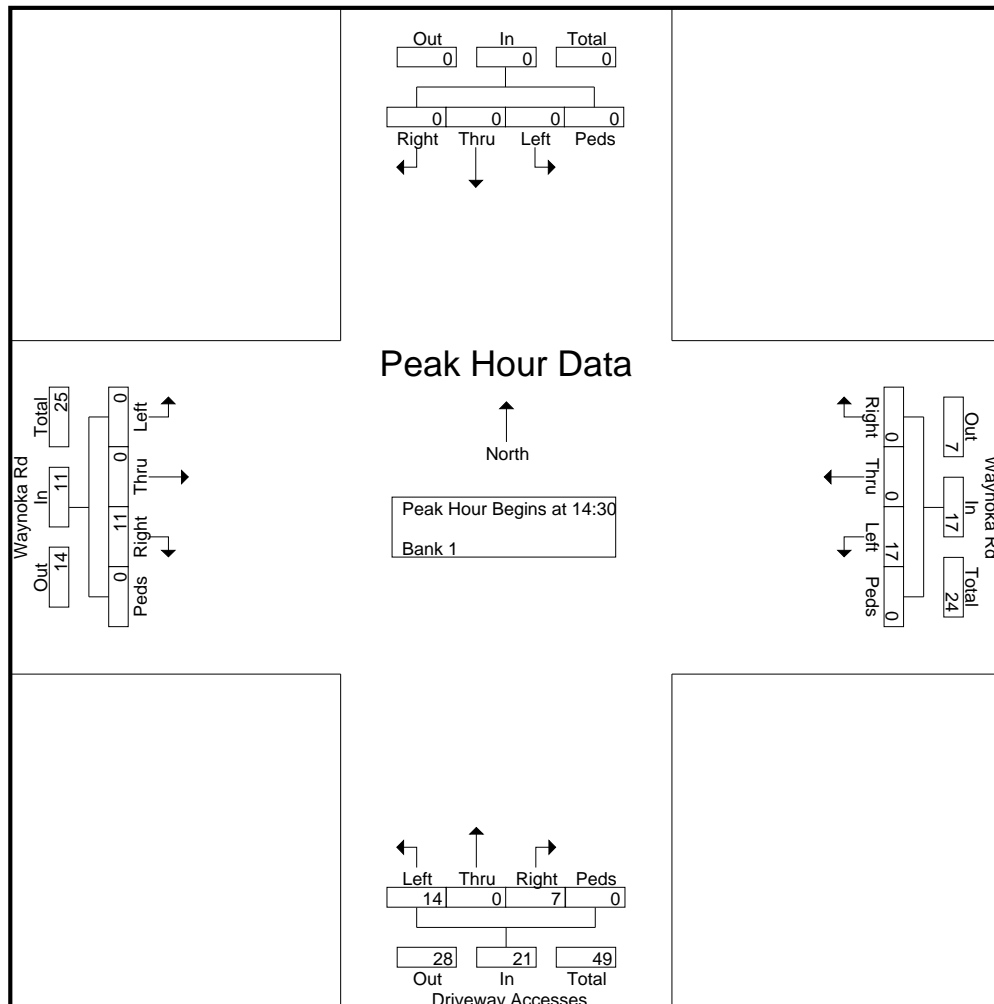 Out In Total
0 0 0
0 0 0 0
Right Thru Left Peds
Peak Hour Data
North
Peak Hour Begins at 14:30
Bank 1
Waynoka Rd
Total In Out
25 11 14
0 0 11 0
Left Thru Right Peds
Right Thru Left Peds
0 0 17 0
7 17 24
Out In Total
Waynoka Rd
Left Thru Right Peds
14 0 7 0
28 21 49
Out In Total
Driveway Accesses